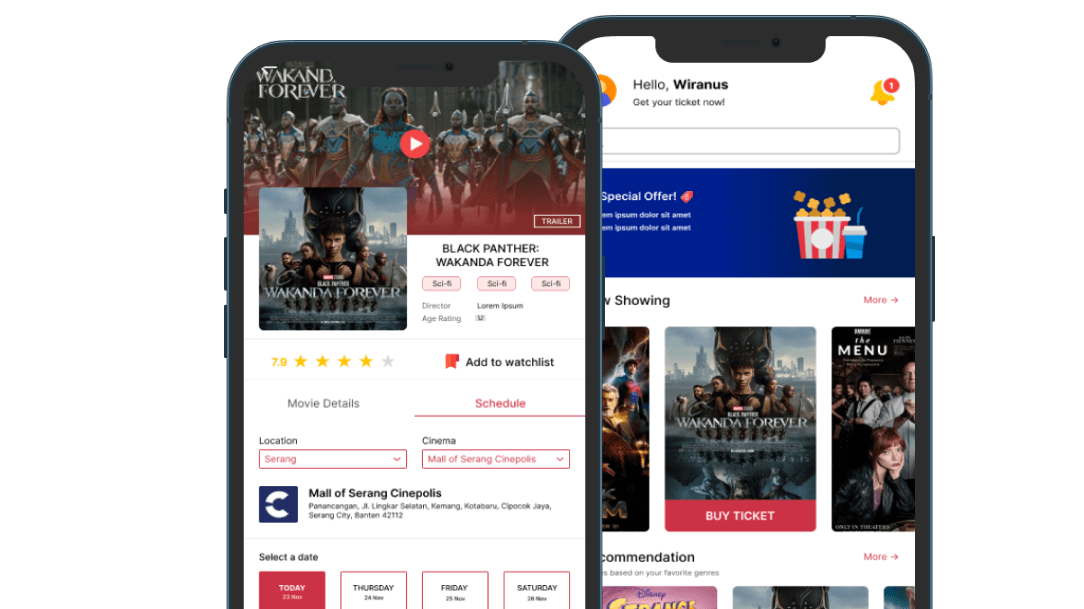 WAKAND
FOREVER
TRAILER
MARVEL STUDIOS
BLACK PANTHER
WAKANDA FOREVER
BLACK PANTHER:
WAKANDA FOREVER
Sci-fi
Sci-fi
Sci-fi
Director
Lorem Ipsum
Age Rating
U
7.9
Add to watchlist
Movie Details
Schedule
Location
Cinema
Serang
Mall of Serang Cinepolis
C
Mall of Serang Cinepolis
Panancangan, Jl. Lingkar Selatan, Kemang, Kotabaru, Cipocok Jaya,
Serang City, Banten 42112
Select a date
TODAY
23 Nov
THURSDAY
24 Nov
FRIDAY
25 Nov
SATURDAY
26 Nov
Hello, Wiranus
Get your ticket now!
1
Special Offer!
em ipsum dolor sit amet
em ipsum dolor sit amet
w Showing
More →
WAKANDA FOREVER
BUY TICKET
the
MENU
ONLY IN THEATERS
commendation
More →
es based on your favorite genres
Disney
STRANGE